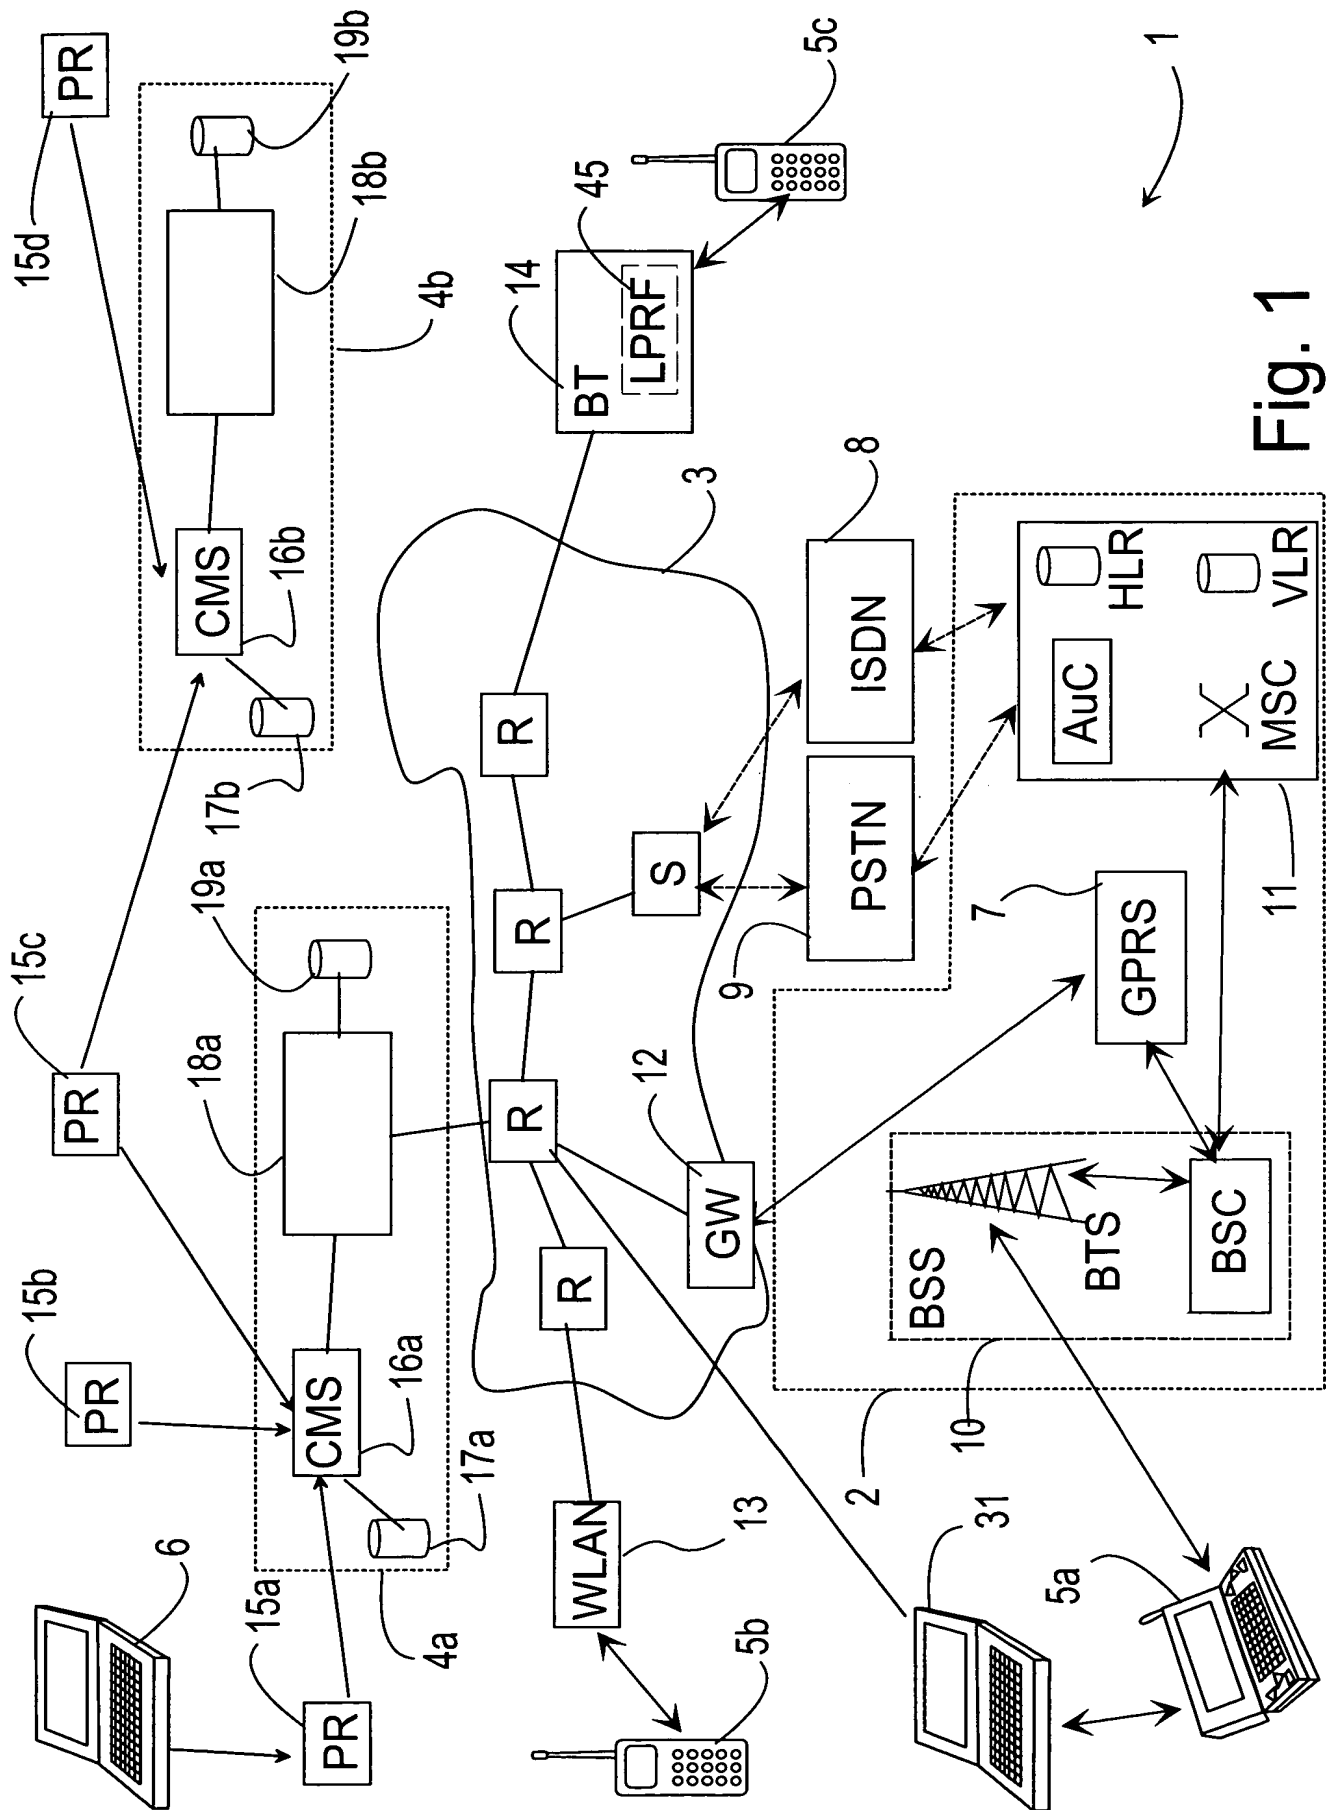 6
15a
PR
15b
PR
15c
PR
15d
PR
4a
17a
CMS
16a
18a
19a
17b
CMS
16b
18b
19b
4b
5b
WLAN
13
R
R
R
R
GW
12
S
3
BT
14
LPRF
45
5c
9
PSTN
ISDN
8
31
5a
2
10
BSS
BTS
BSC
GPRS
7
11
AuC
HLR
MSC
VLR
1
Fig. 1